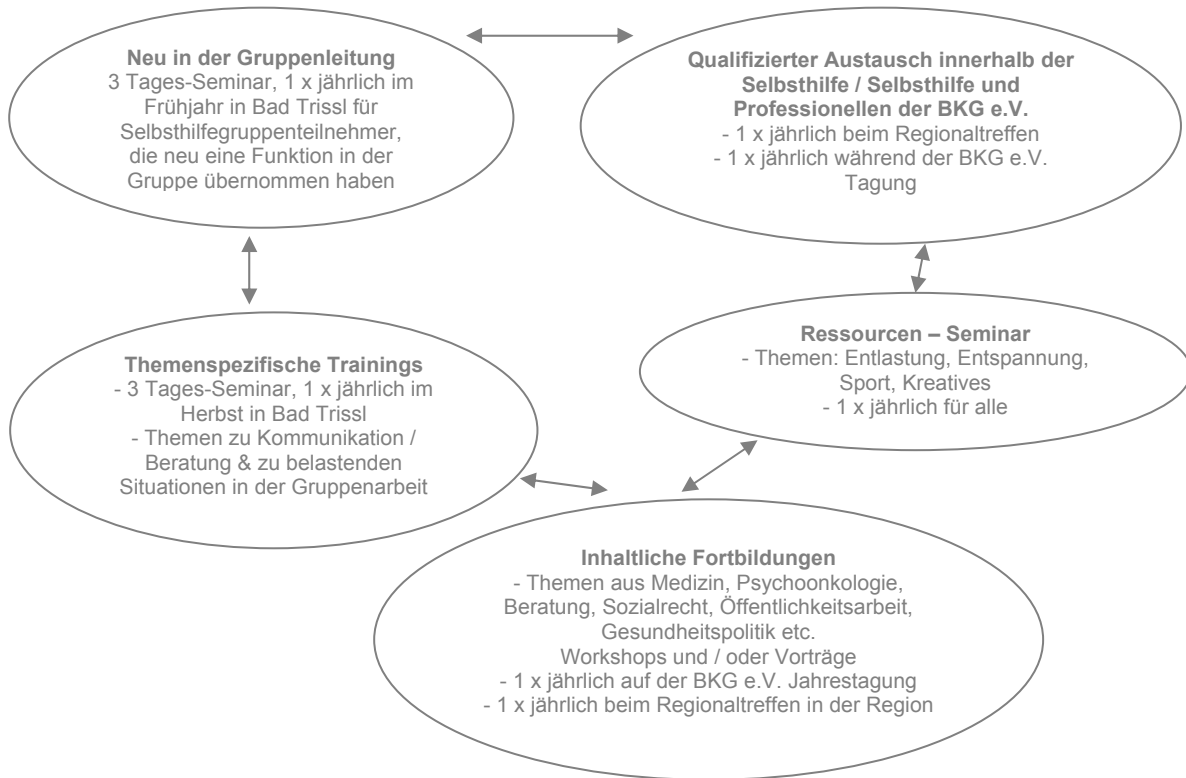 Neu in der Gruppenleitung
3 Tages-Seminar, 1 x jährlich im
Frühjahr in Bad Trissl für
Selbsthilfegruppenteilnehmer,
die neu eine Funktion in der
Gruppe übernommen haben
Qualifizierter Austausch innerhalb der
Selbsthilfe / Selbsthilfe und
Professionellen der BKG e.V.
- 1 x jährlich beim Regionaltreffen
- 1 x jährlich während der BKG e.V.
Tagung
Themenspezifische Trainings
- 3 Tages-Seminar, 1 x jährlich im
Herbst in Bad Trissl
- Themen zu Kommunikation /
Beratung & zu belastenden
Situationen in der Gruppenarbeit
Ressourcen – Seminar
- Themen: Entlastung, Entspannung,
Sport, Kreatives
- 1 x jährlich für alle
Inhaltliche Fortbildungen
- Themen aus Medizin, Psychoonkologie,
Beratung, Sozialrecht, Öffentlichkeitsarbeit,
Gesundheitspolitik etc.
Workshops und / oder Vorträge
- 1 x jährlich auf der BKG e.V. Jahrestagung
- 1 x jährlich beim Regionaltreffen in der Region